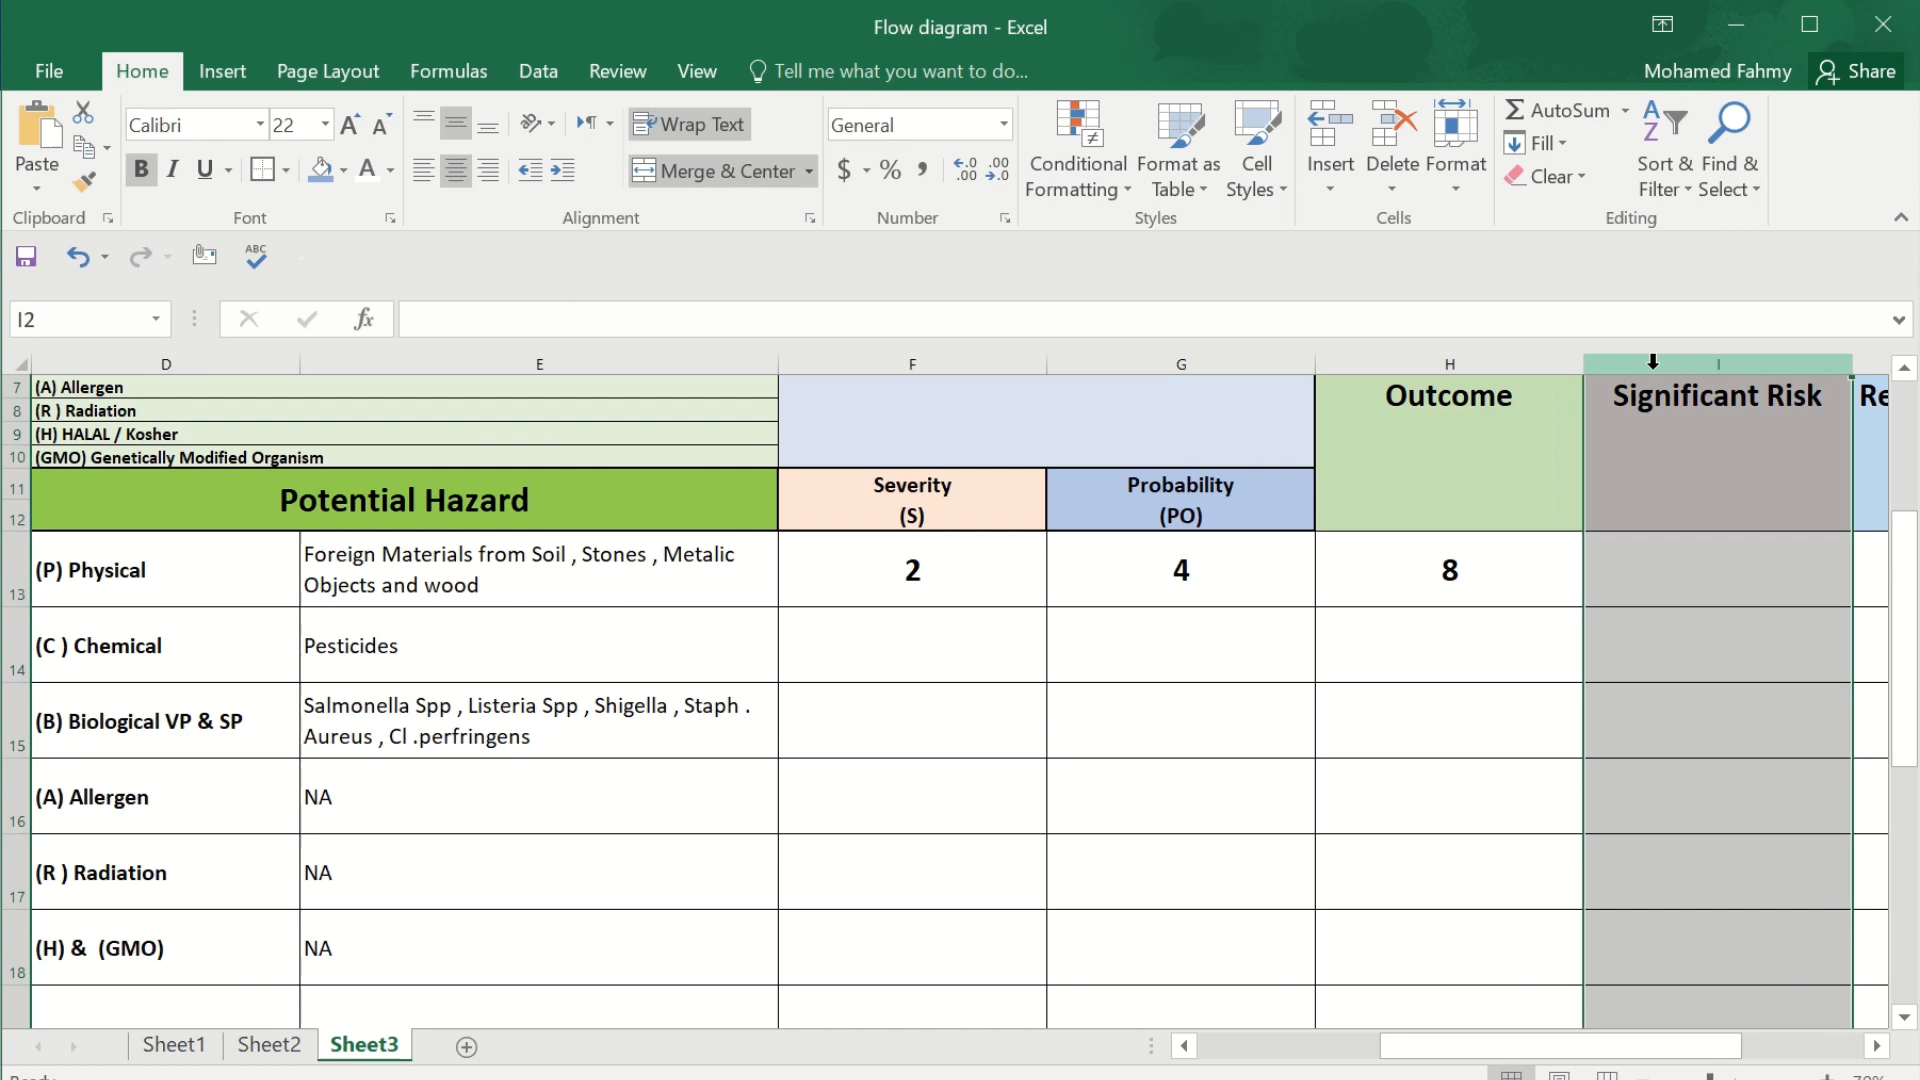 Flow diagram - Excel
File Home Insert Page Layout Formulas Data Review View Tell me what you want to do... Mohamed Fahmy Share
Paste
Calibri 22
Wrap Text
Merge & Center
General
$ % ,
Conditional Formatting
Format as Table
Cell Styles
Insert Delete Format
AutoSum
Fill
Clear
Sort & Filter
Find & Select
Clipboard Font Alignment Number Styles Cells Editing
ABC
I2
fx
D E F G H I
7 (A) Allergen
8 (R ) Radiation
9 (H) HALAL / Kosher
10 (GMO) Genetically Modified Organism
Outcome
Significant Risk
Re
11
12
Potential Hazard
Severity
(S)
Probability
(PO)
13 (P) Physical
Foreign Materials from Soil , Stones , Metalic
Objects and wood
2 4 8
14 (C ) Chemical
Pesticides
15 (B) Biological VP & SP
Salmonella Spp , Listeria Spp , Shigella , Staph .
Aureus , Cl .perfringens
16 (A) Allergen NA
17 (R ) Radiation NA
18 (H) & (GMO) NA
Sheet1 Sheet2 Sheet3